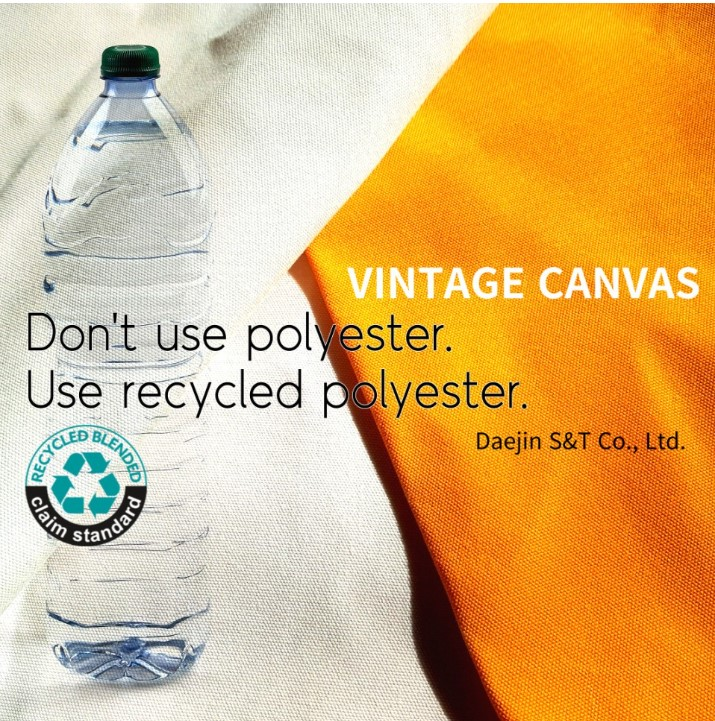 VINTAGE CANVAS
Don't use polyester.
Use recycled polyester.
Daejin S&T Co., Ltd.
RECYCLED BLENDED
claim standard